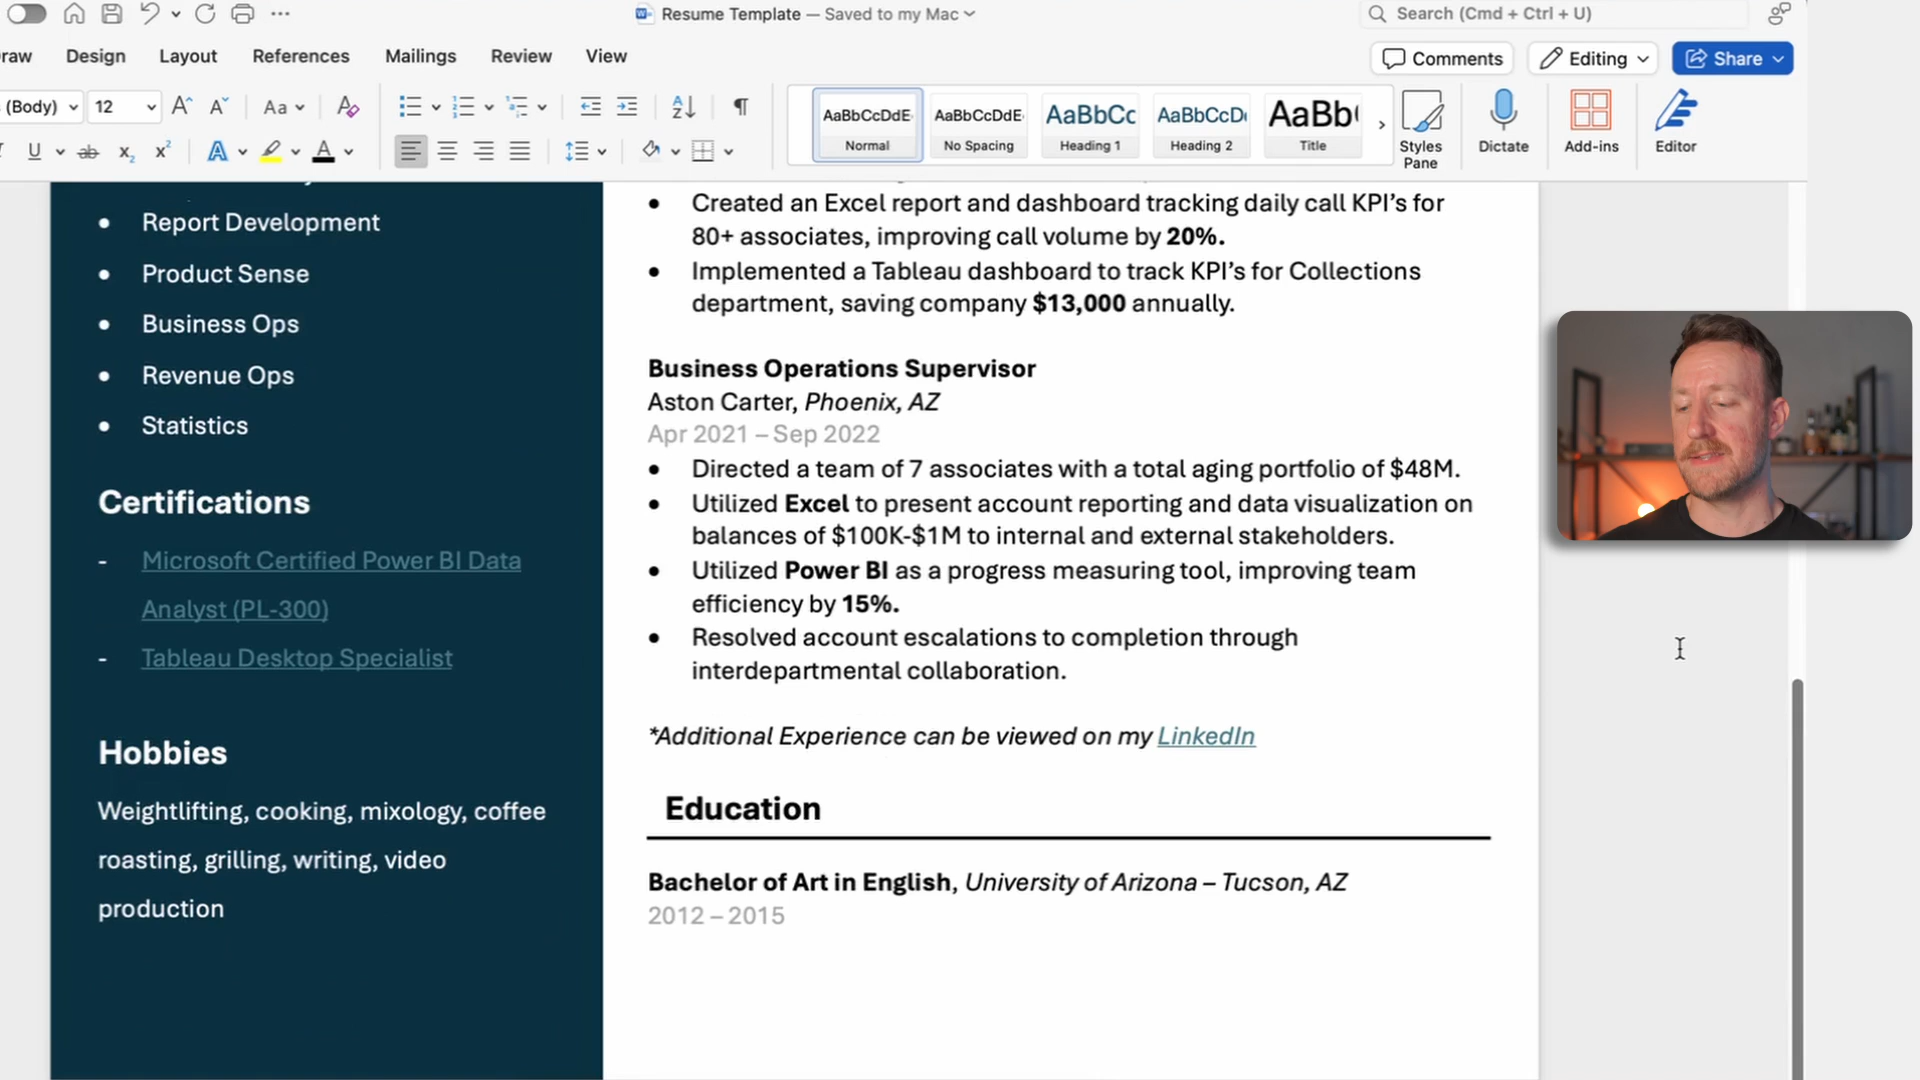 Resume Template — Saved to my Mac
Search (Cmd + Ctrl + U)
raw Design Layout References Mailings Review View
Comments Editing Share
(Body) 12 Aa
AaBbCcDdE Normal
AaBbCcDdE No Spacing
AaBbCc Heading 1
AaBbCcD Heading 2
AaBb Title
Styles Pane
Dictate
Add-ins
Editor
• Report Development
• Product Sense
• Business Ops
• Revenue Ops
• Statistics
Certifications
- Microsoft Certified Power BI Data
Analyst (PL-300)
- Tableau Desktop Specialist
Hobbies
Weightlifting, cooking, mixology, coffee
roasting, grilling, writing, video
production
• Created an Excel report and dashboard tracking daily call KPI’s for
80+ associates, improving call volume by 20%.
• Implemented a Tableau dashboard to track KPI’s for Collections
department, saving company $13,000 annually.
Business Operations Supervisor
Aston Carter, Phoenix, AZ
Apr 2021 – Sep 2022
• Directed a team of 7 associates with a total aging portfolio of $48M.
• Utilized Excel to present account reporting and data visualization on
balances of $100K-$1M to internal and external stakeholders.
• Utilized Power BI as a progress measuring tool, improving team
efficiency by 15%.
• Resolved account escalations to completion through
interdepartmental collaboration.
*Additional Experience can be viewed on my LinkedIn
Education
Bachelor of Art in English, University of Arizona – Tucson, AZ
2012 – 2015